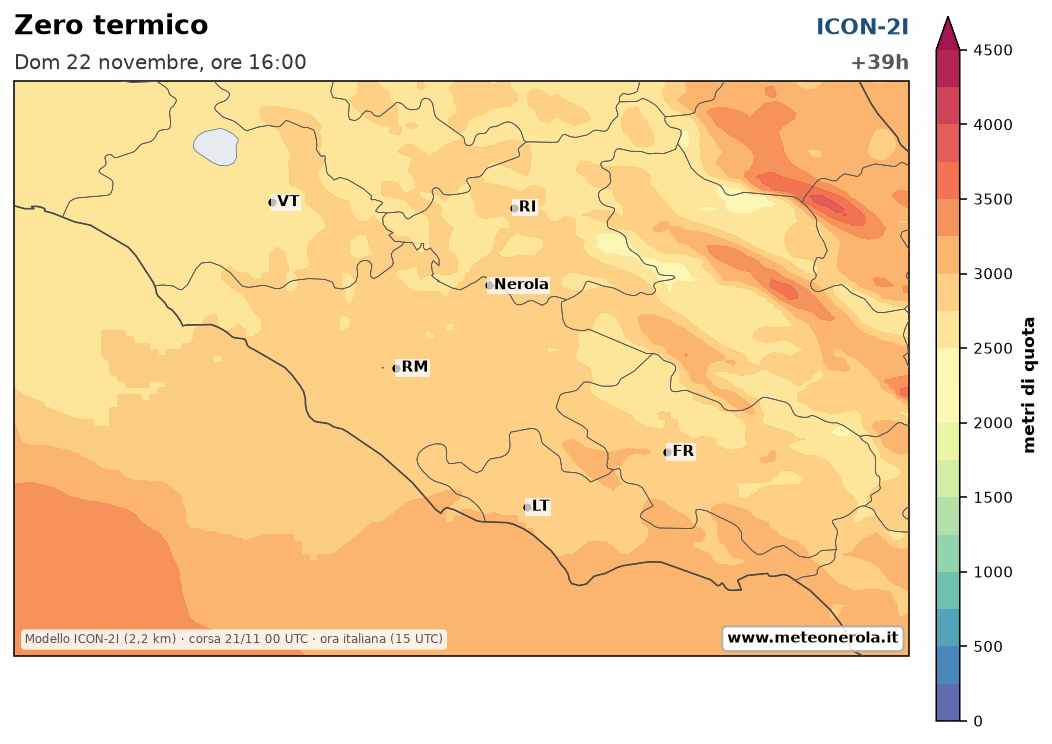 Zero termico
ICON-2I
Dom 22 novembre, ore 16:00
+39h
4500
4000
3500
3000
2500
2000
1500
1000
500
0
metri di quota
VT
RI
Nerola
RM
FR
LT
Modello ICON-2I (2,2 km) · corsa 21/11 00 UTC · ora italiana (15 UTC)
www.meteonerola.it